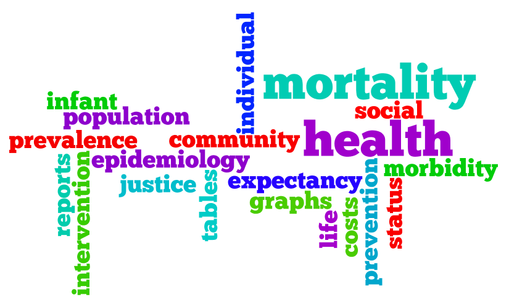 individual
mortality
infant
social
population
prevalence
community
health
epidemiology
morbidity
justice
expectancy
reports
intervention
tables
graphs
life
costs
prevention
status